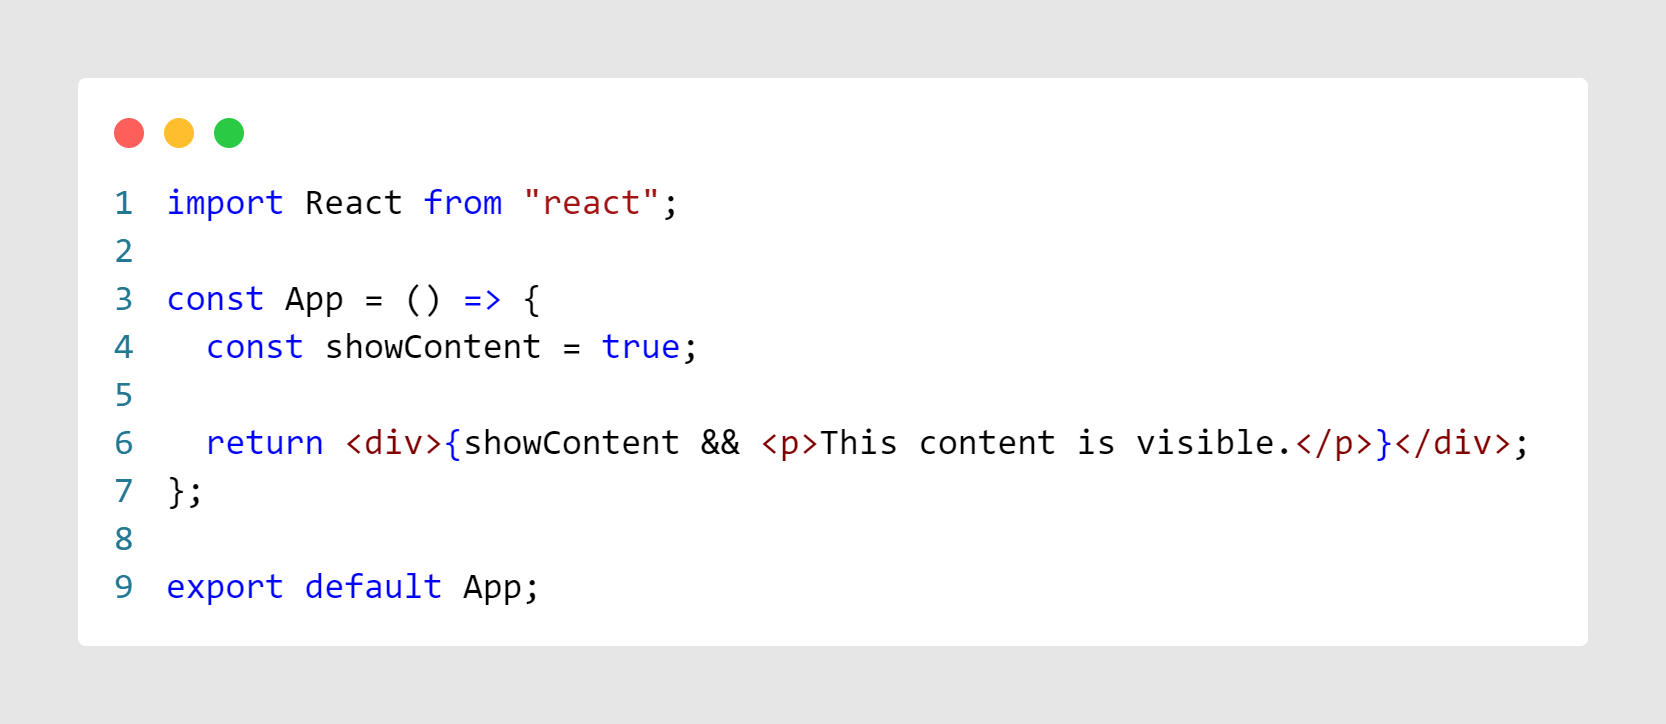 1 import React from "react";
2
3 const App = () => {
4   const showContent = true;
5
6   return <div>{showContent && <p>This content is visible.</p>}</div>;
7 };
8
9 export default App;